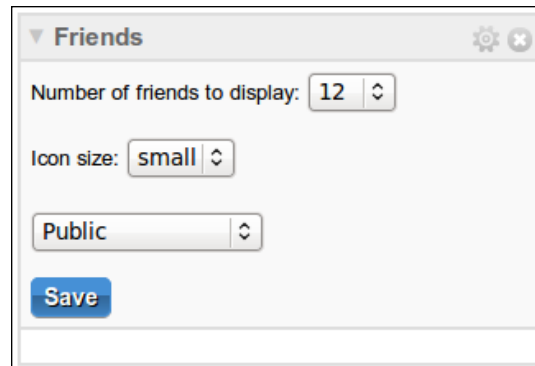 Friends
Number of friends to display: 12
Icon size: small
Public
Save